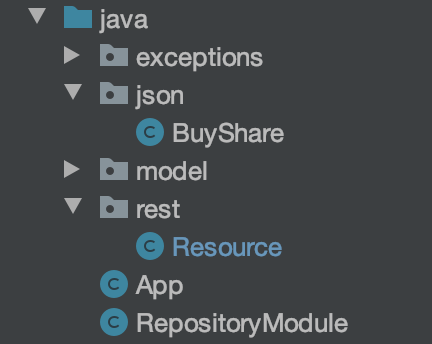 java
exceptions
json
BuyShare
model
rest
Resource
App
RepositoryModule